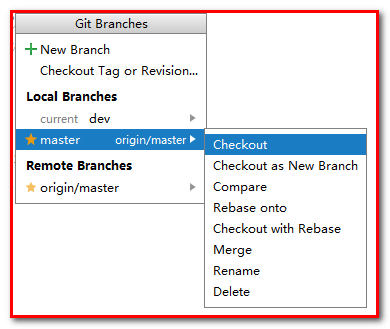 Git Branches
New Branch
Checkout Tag or Revision...
Local Branches
current dev
master origin/master
Remote Branches
origin/master
Checkout
Checkout as New Branch
Compare
Rebase onto
Checkout with Rebase
Merge
Rename
Delete